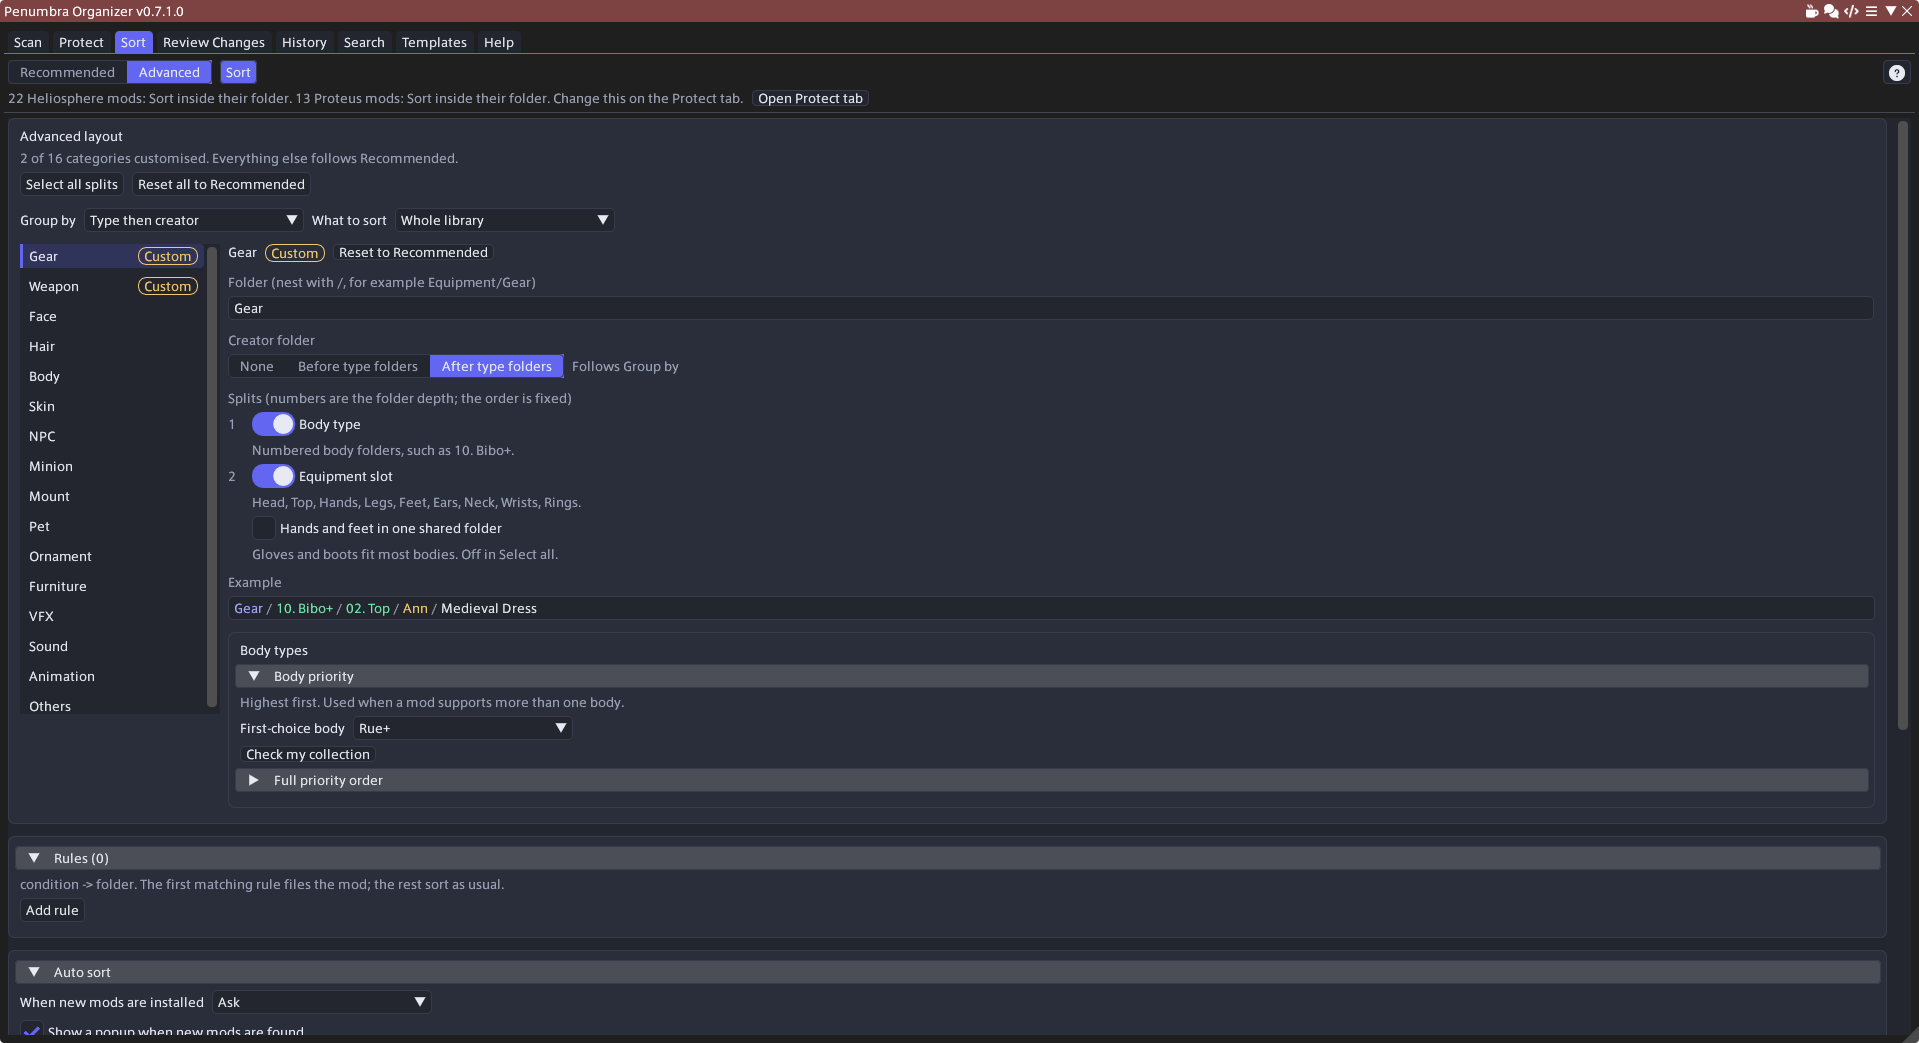 Penumbra Organizer v0.7.1.0
Scan Protect Sort Review Changes History Search Templates Help
Recommended Advanced Sort
22 Heliosphere mods: Sort inside their folder. 13 Proteus mods: Sort inside their folder. Change this on the Protect tab. Open Protect tab
Advanced layout
2 of 16 categories customised. Everything else follows Recommended.
Select all splits Reset all to Recommended
Group by Type then creator What to sort Whole library
Gear Custom
Weapon Custom
Face
Hair
Body
Skin
NPC
Minion
Mount
Pet
Ornament
Furniture
VFX
Sound
Animation
Others
Gear Custom Reset to Recommended
Folder (nest with /, for example Equipment/Gear)
Gear
Creator folder
None Before type folders After type folders Follows Group by
Splits (numbers are the folder depth; the order is fixed)
1 Body type
Numbered body folders, such as 10. Bibo+.
2 Equipment slot
Head, Top, Hands, Legs, Feet, Ears, Neck, Wrists, Rings.
Hands and feet in one shared folder
Gloves and boots fit most bodies. Off in Select all.
Example
Gear / 10. Bibo+ / 02. Top / Ann / Medieval Dress
Body types
Body priority
Highest first. Used when a mod supports more than one body.
First-choice body Rue+
Check my collection
Full priority order
Rules (0)
condition -> folder. The first matching rule files the mod; the rest sort as usual.
Add rule
Auto sort
When new mods are installed Ask
Show a popup when new mods are found